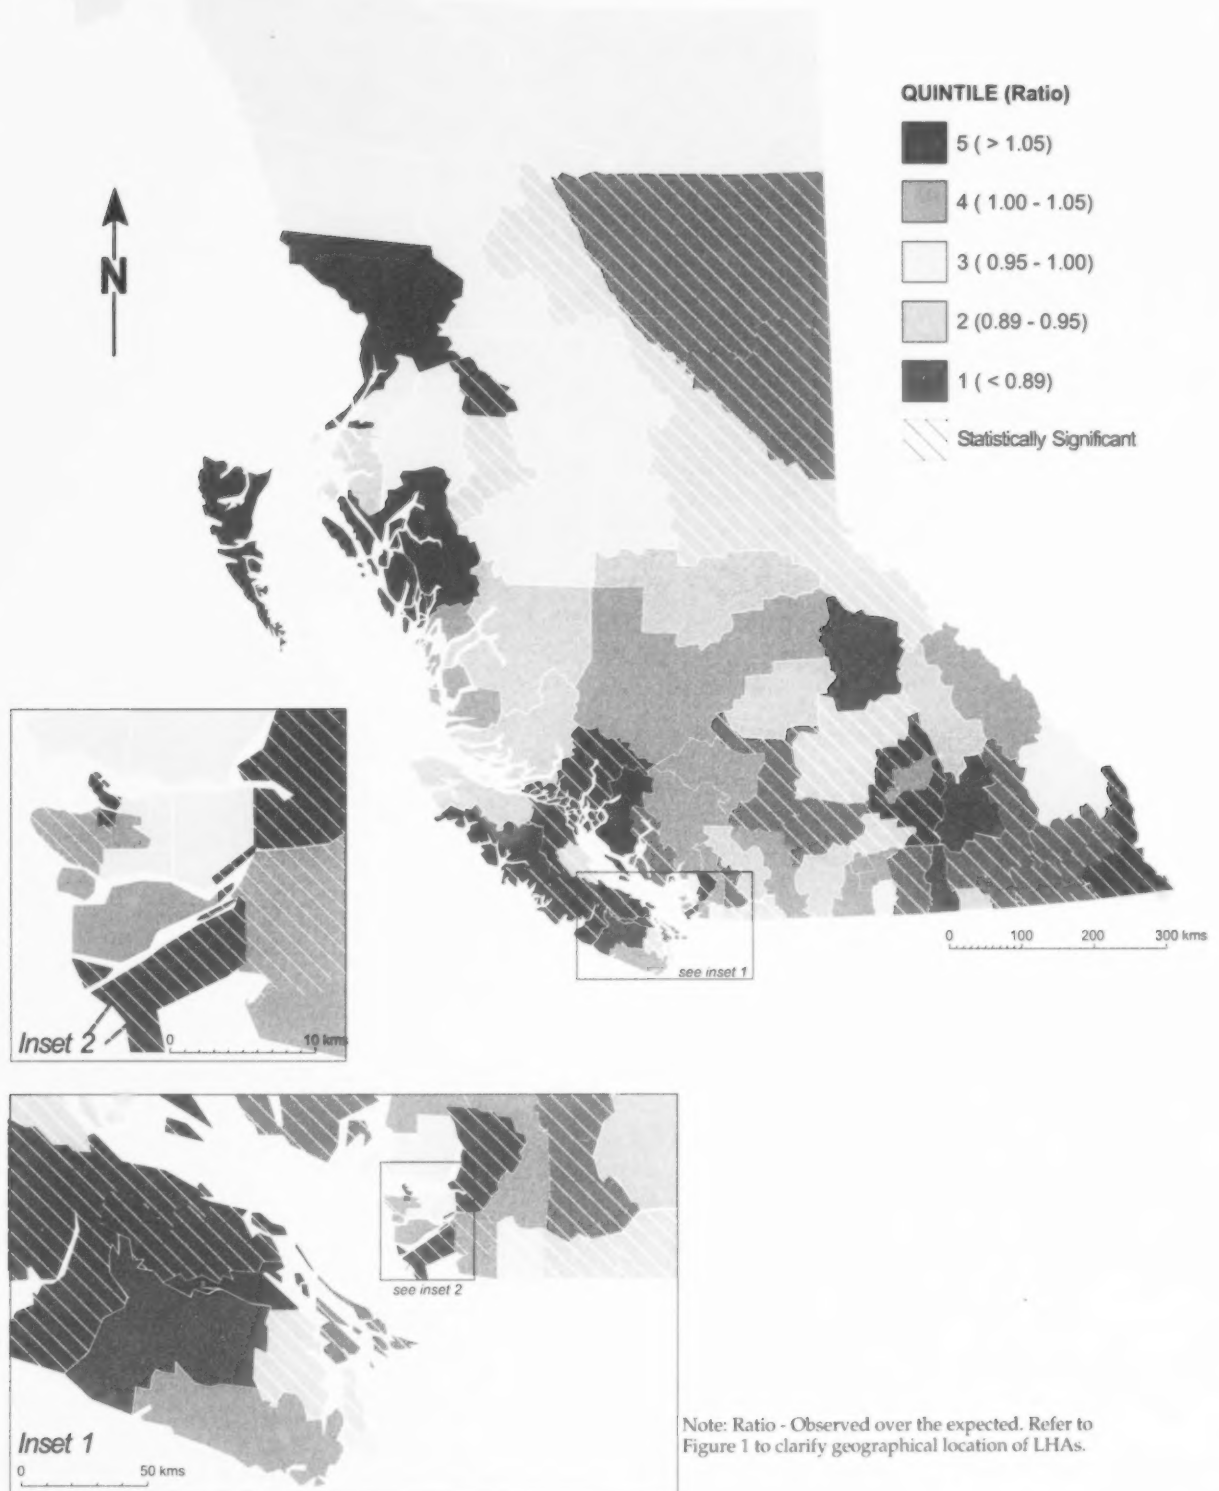 QUINTILE (Ratio)
5 ( > 1.05)
4 ( 1.00 - 1.05)
3 ( 0.95 - 1.00)
2 (0.89 - 0.95)
1 ( < 0.89)
Statistically Significant
N
0 100 200 300 kms
see inset 1
Inset 2
0 10 kms
see inset 2
Inset 1
0 50 kms
Note: Ratio - Observed over the expected. Refer to
Figure 1 to clarify geographical location of LHAs.